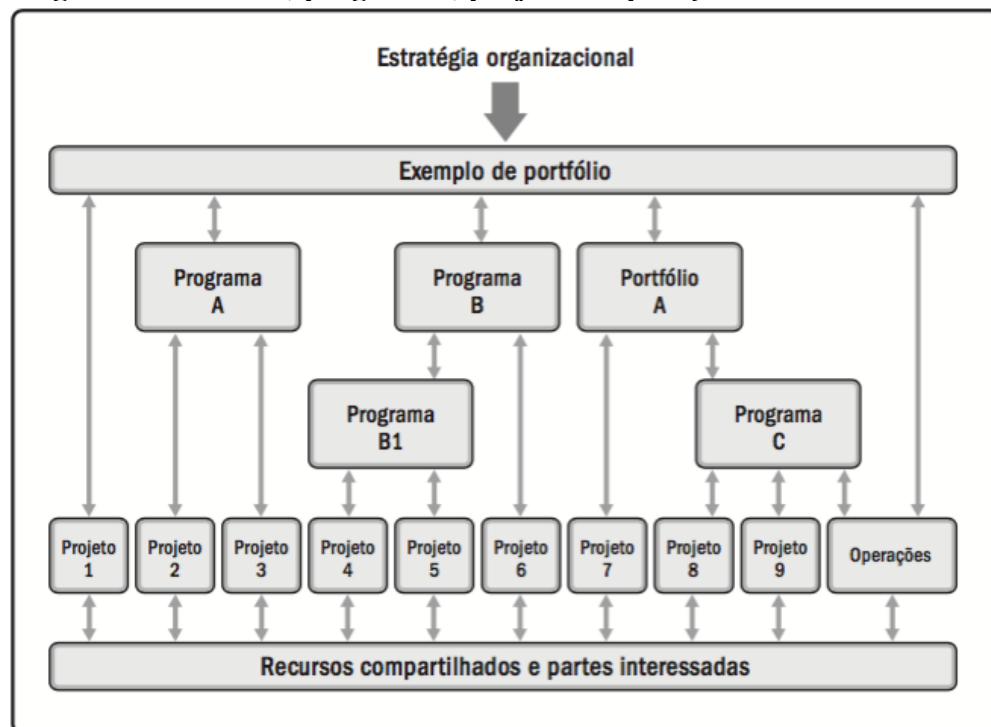 Estratégia organizacional
Exemplo de portfólio
Programa
A
Programa
B
Portfólio
A
Programa
B1
Programa
C
Projeto
1
Projeto
2
Projeto
3
Projeto
4
Projeto
5
Projeto
6
Projeto
7
Projeto
8
Projeto
9
Operações
Recursos compartilhados e partes interessadas